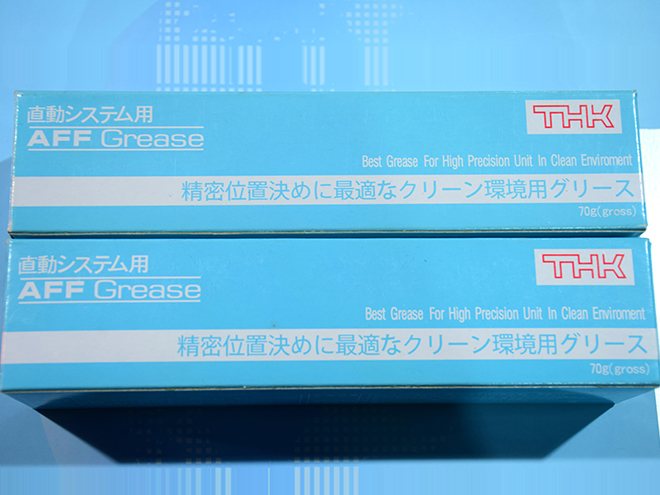 直動システム用
AFF Grease
THK
Best Grease For High Precision Unit In Clean Enviroment
精密位置決めに最適なクリーン環境用グリース
70g(gross)
直動システム用
AFF Grease
THK
Best Grease For High Precision Unit In Clean Enviroment
精密位置決めに最適なクリーン環境用グリース
70g(gross)